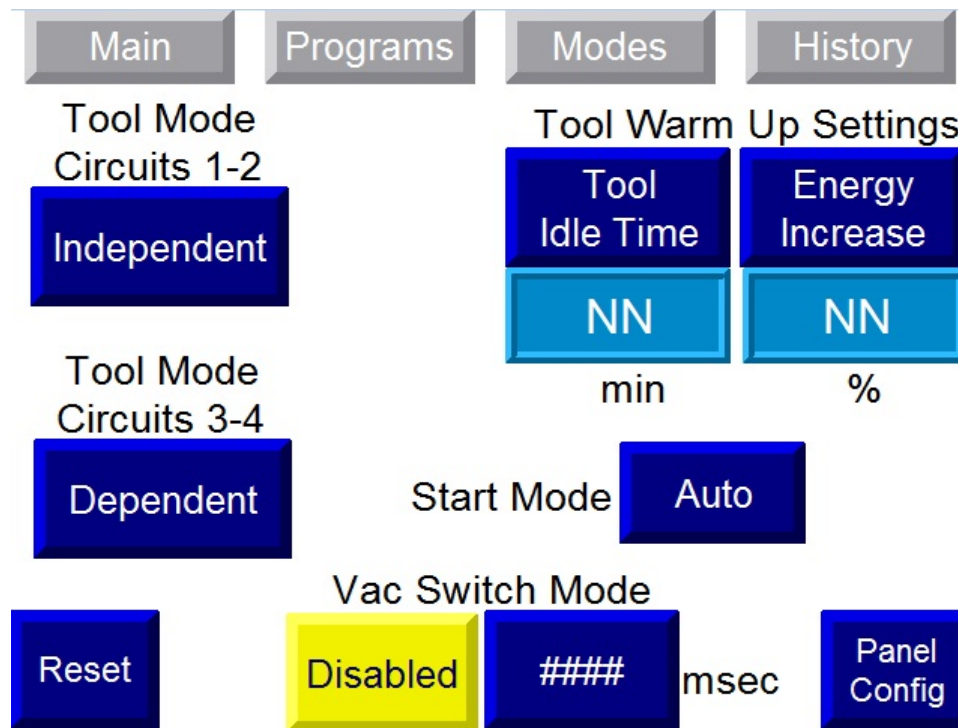 Main Programs Modes History
Tool Mode
Circuits 1-2
Independent
Tool Warm Up Settings
Tool
Idle Time
Energy
Increase
NN NN
min %
Tool Mode
Circuits 3-4
Dependent
Start Mode Auto
Vac Switch Mode
Reset Disabled #### msec
Panel
Config